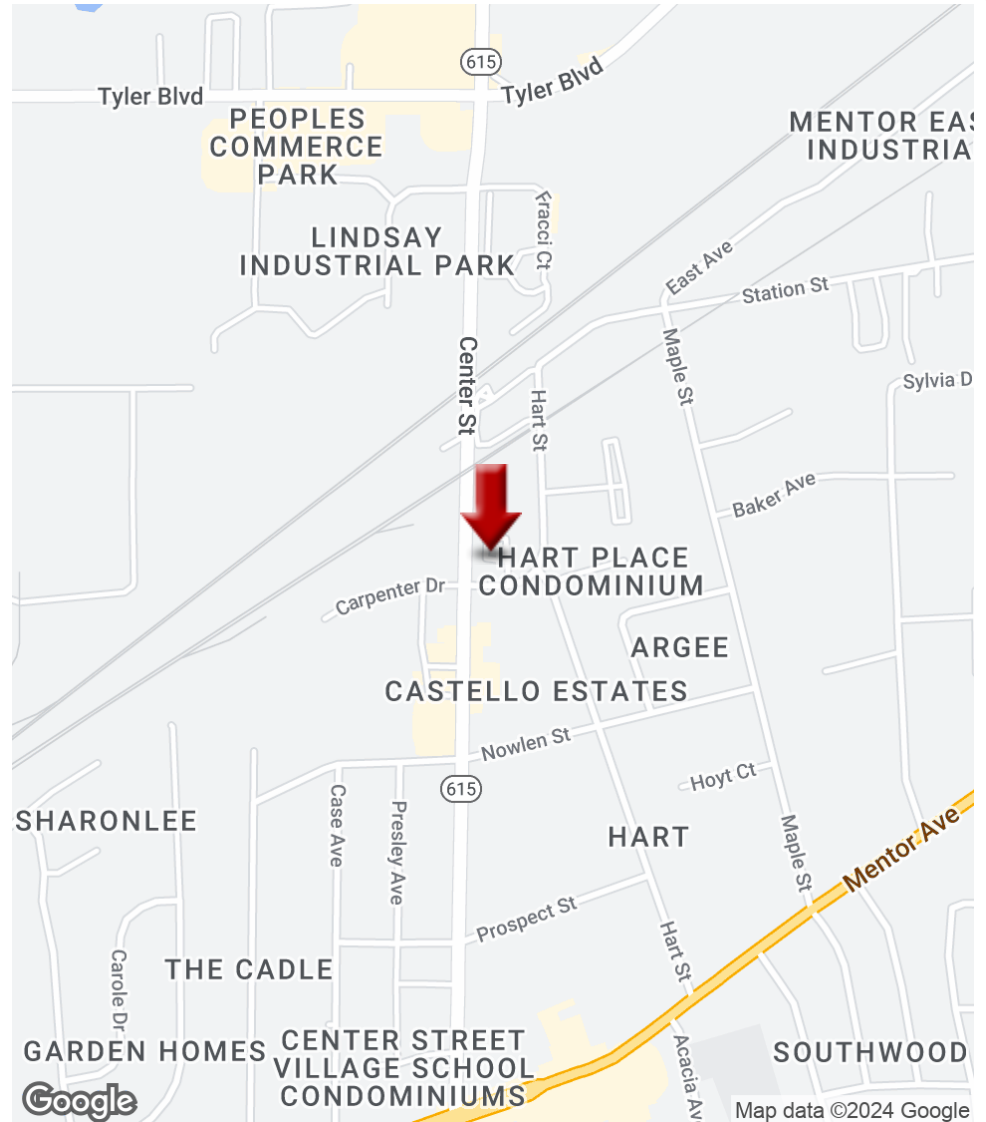 615
Tyler Blvd
Tyler Blvd
PEOPLES
COMMERCE
PARK
MENTOR EAS
INDUSTRIA
Fracci Ct
LINDSAY
INDUSTRIAL PARK
East Ave
Station St
Center St
Maple St
Hart St
Sylvia D
Baker Ave
HART PLACE
CONDOMINIUM
Carpenter Dr
ARGEE
CASTELLO ESTATES
Nowlen St
Hoyt Ct
615
Case Ave
Presley Ave
SHARONLEE
HART
Maple St
Mentor Ave
Prospect St
Hart St
Carole Dr
THE CADLE
GARDEN HOMES
CENTER STREET
VILLAGE SCHOOL
CONDOMINIUMS
Acacia Av
SOUTHWOOD
Google
Map data ©2024 Google